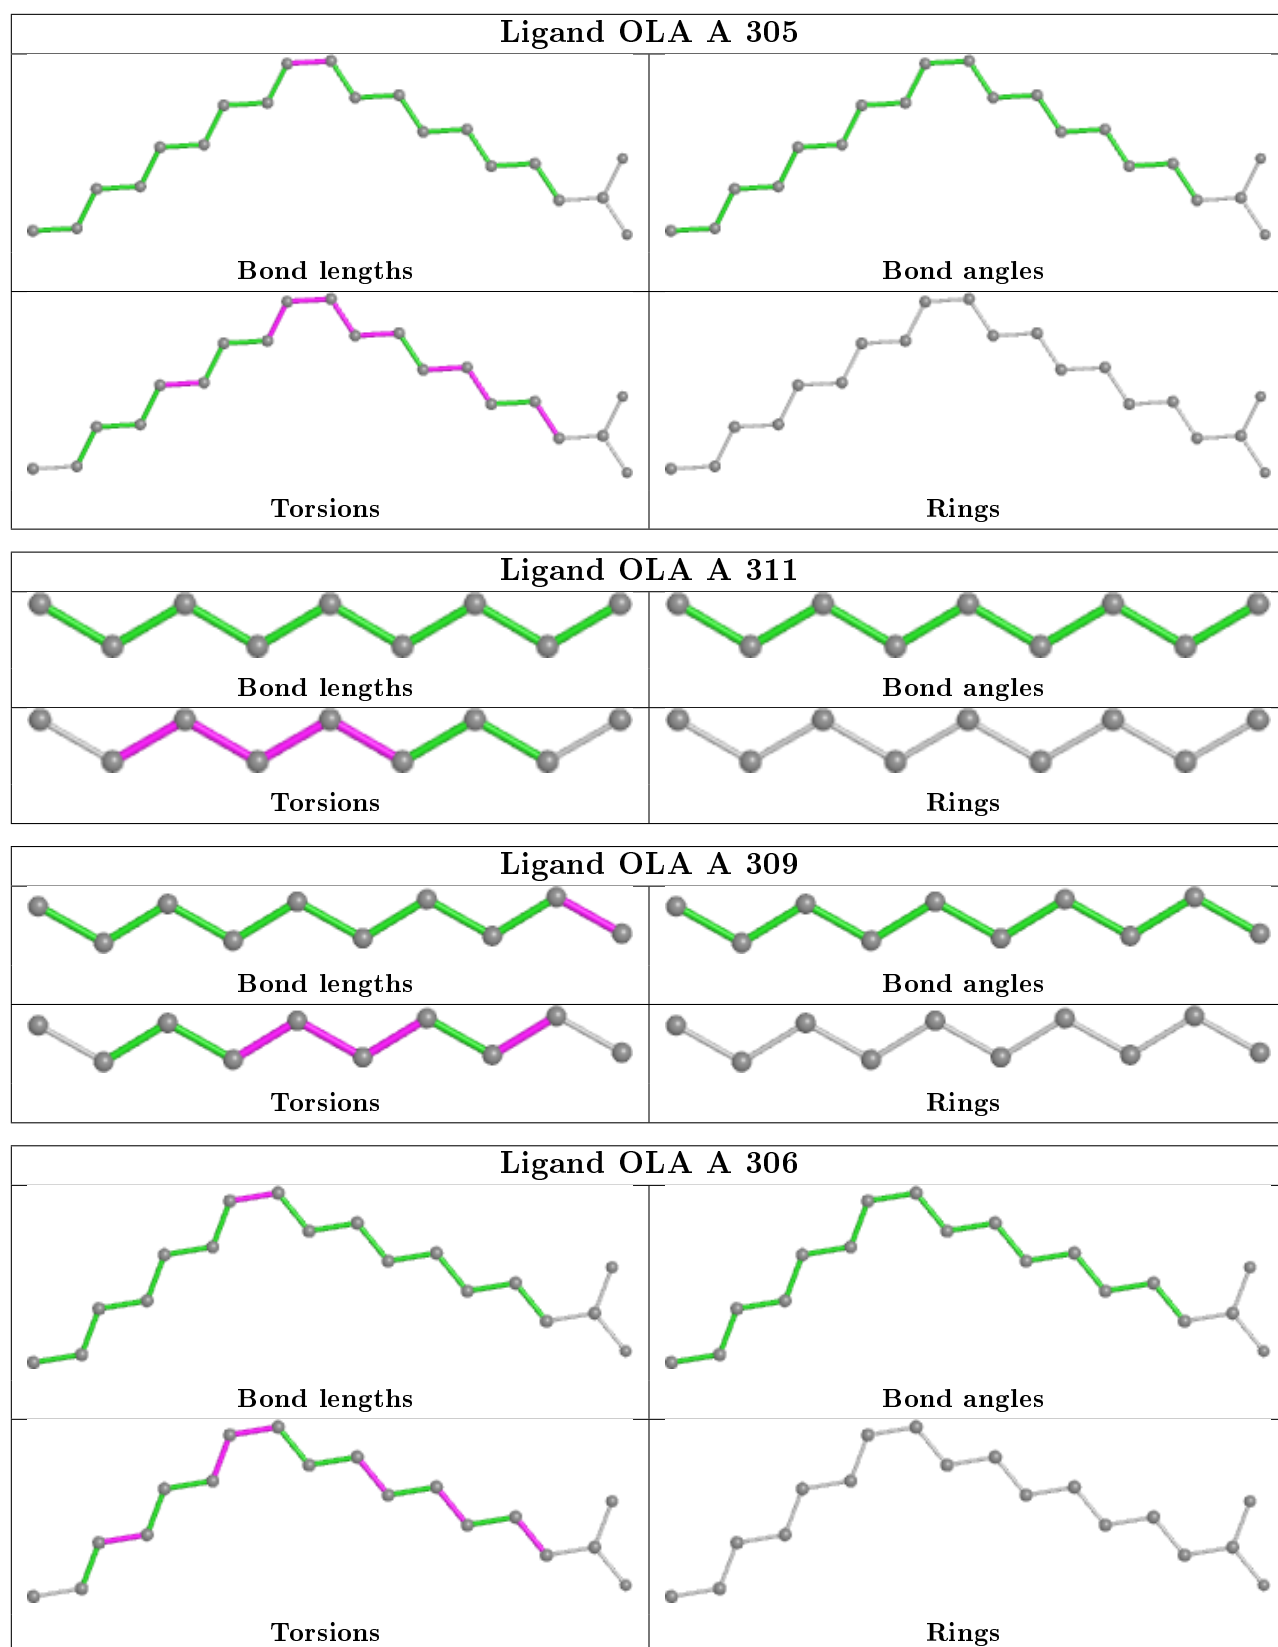 Ligand OLA A 305
Bond lengths Bond angles
Torsions Rings
Ligand OLA A 311
Bond lengths Bond angles
Torsions Rings
Ligand OLA A 309
Bond lengths Bond angles
Torsions Rings
Ligand OLA A 306
Bond lengths Bond angles
Torsions Rings